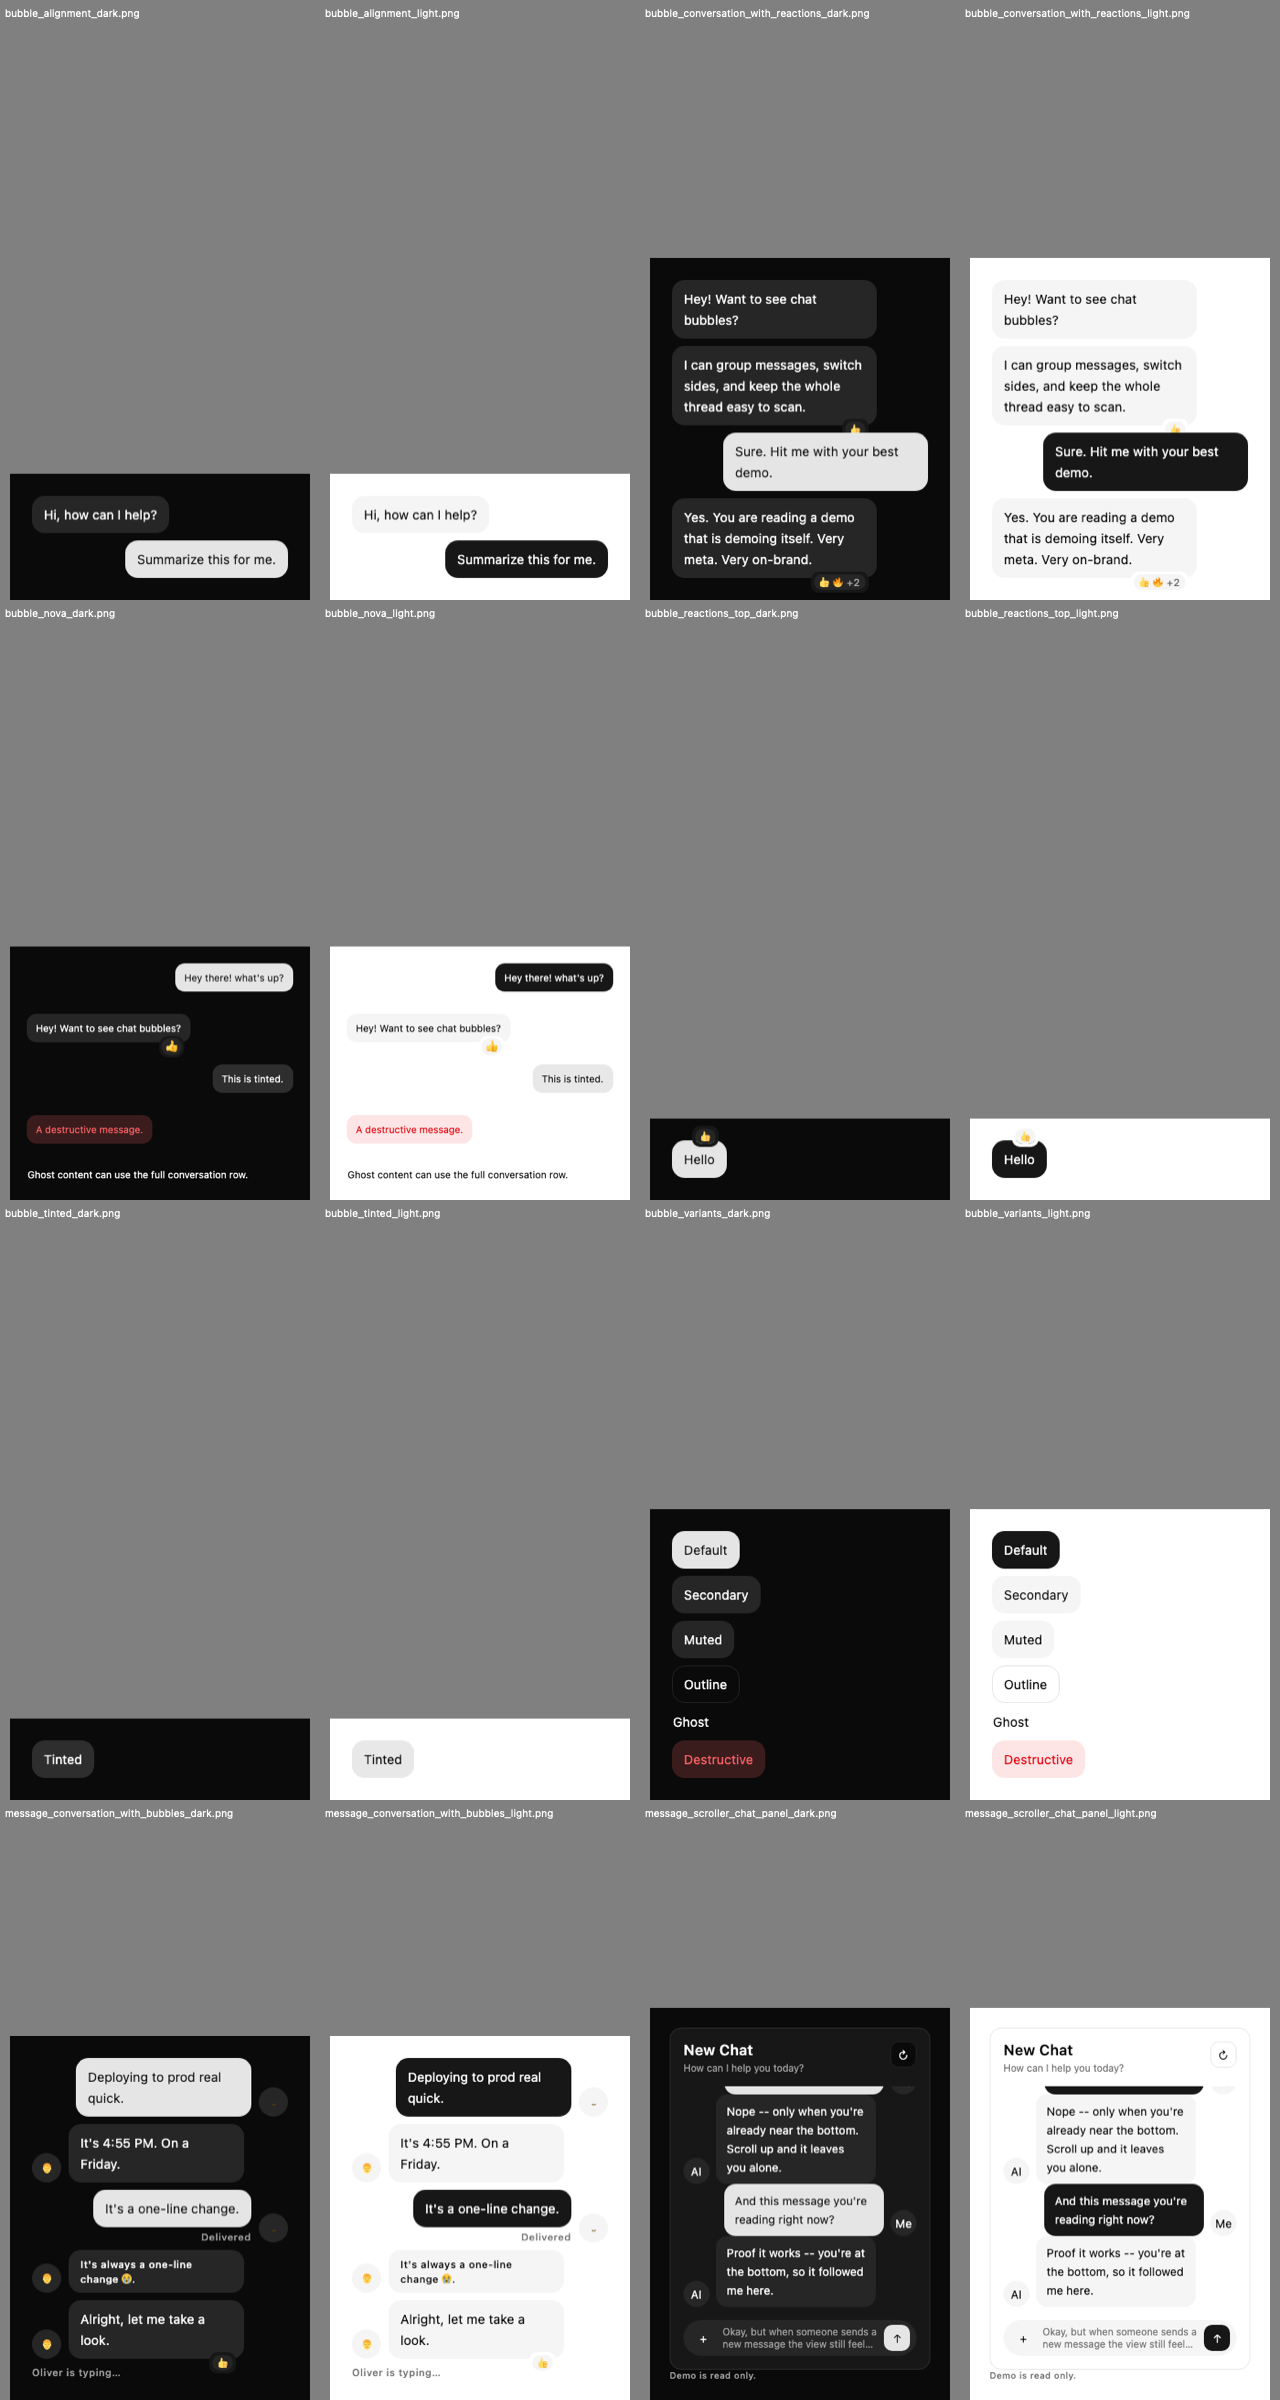 bubble_alignment_dark.png
bubble_alignment_light.png
bubble_conversation_with_reactions_dark.png
bubble_conversation_with_reactions_light.png
Hi, how can I help?
Summarize this for me.
Hi, how can I help?
Summarize this for me.
Hey! Want to see chat
bubbles?
I can group messages, switch
sides, and keep the whole
thread easy to scan.
👍
Sure. Hit me with your best
demo.
Yes. You are reading a demo
that is demoing itself. Very
meta. Very on-brand.
👍🔥 +2
Hey! Want to see chat
bubbles?
I can group messages, switch
sides, and keep the whole
thread easy to scan.
👍
Sure. Hit me with your best
demo.
Yes. You are reading a demo
that is demoing itself. Very
meta. Very on-brand.
👍🔥 +2
bubble_nova_dark.png
bubble_nova_light.png
bubble_reactions_top_dark.png
bubble_reactions_top_light.png
Hey there! what's up?
Hey! Want to see chat bubbles?
👍
This is tinted.
A destructive message.
Ghost content can use the full conversation row.
Hey there! what's up?
Hey! Want to see chat bubbles?
👍
This is tinted.
A destructive message.
Ghost content can use the full conversation row.
👍
Hello
👍
Hello
bubble_tinted_dark.png
bubble_tinted_light.png
bubble_variants_dark.png
bubble_variants_light.png
Tinted
Tinted
Default
Secondary
Muted
Outline
Ghost
Destructive
Default
Secondary
Muted
Outline
Ghost
Destructive
message_conversation_with_bubbles_dark.png
message_conversation_with_bubbles_light.png
message_scroller_chat_panel_dark.png
message_scroller_chat_panel_light.png
Deploying to prod real
quick.
It's 4:55 PM. On a
Friday.
It's a one-line change.
Delivered
It's always a one-line
change 😭.
Alright, let me take a
look.
👍
Oliver is typing...
Deploying to prod real
quick.
It's 4:55 PM. On a
Friday.
It's a one-line change.
Delivered
It's always a one-line
change 😭.
Alright, let me take a
look.
👍
Oliver is typing...
New Chat
How can I help you today?
Nope -- only when you're
already near the bottom.
Scroll up and it leaves
you alone.
AI
And this message you're
reading right now?
Me
Proof it works -- you're at
the bottom, so it followed
me here.
AI
+
Okay, but when someone sends a
new message the view still feel...
Demo is read only.
New Chat
How can I help you today?
Nope -- only when you're
already near the bottom.
Scroll up and it leaves
you alone.
AI
And this message you're
reading right now?
Me
Proof it works -- you're at
the bottom, so it followed
me here.
AI
+
Okay, but when someone sends a
new message the view still feel...
Demo is read only.